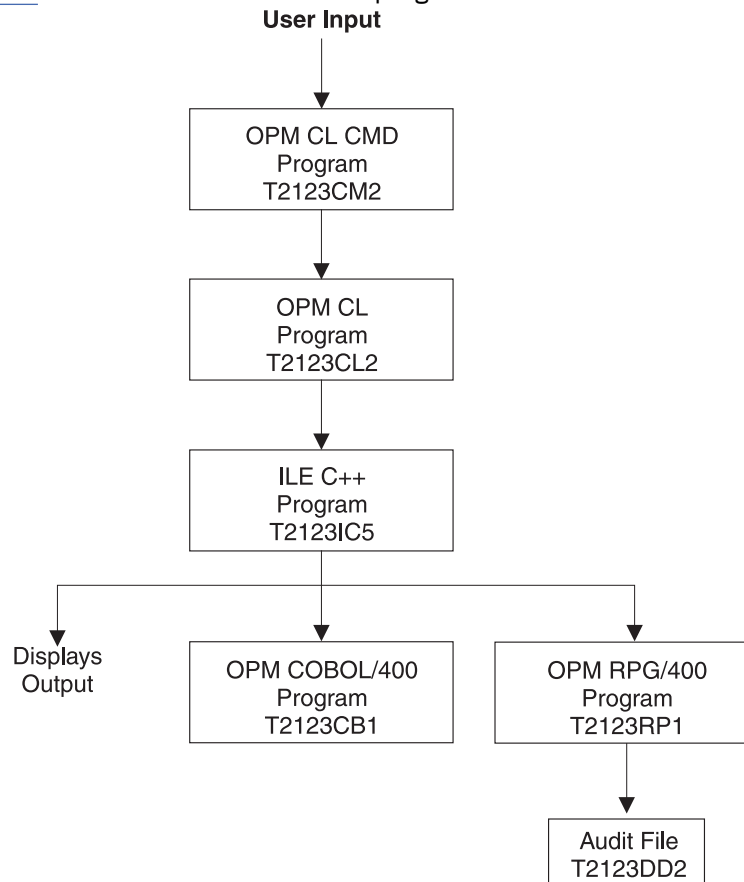 User Input
OPM CL CMD
Program
T2123CM2
OPM CL
Program
T2123CL2
ILE C++
Program
T2123IC5
Displays
Output
OPM COBOL/400
Program
T2123CB1
OPM RPG/400
Program
T2123RP1
Audit File
T2123DD2